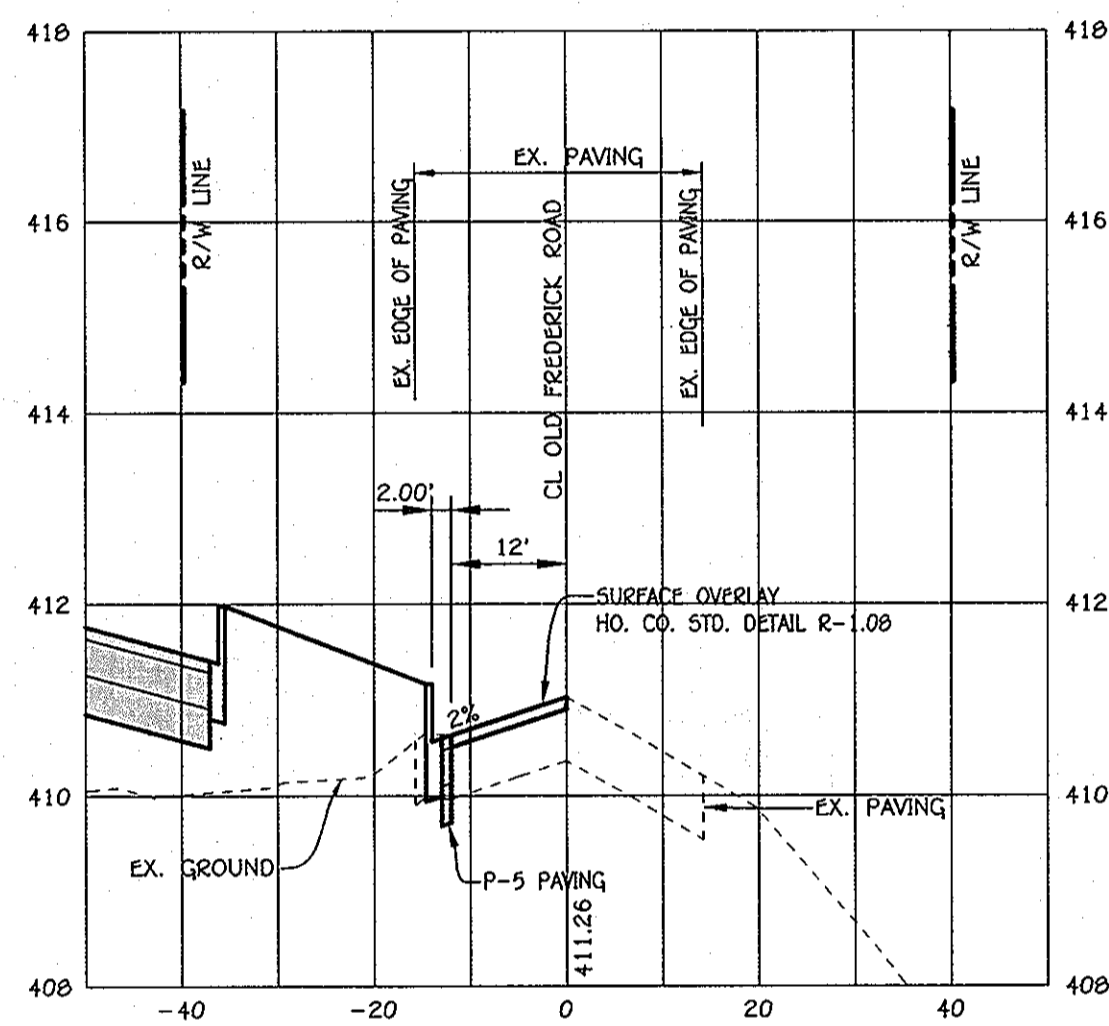 418
418
EX. PAVING
R/W LINE
EX. EDGE OF PAVING
CL OLD FREDERICK ROAD
EX. EDGE OF PAVING
R/W LINE
416
416
414
414
2.00'
12'
412
412
SURFACE OVERLAY
HO. CO. STD. DETAIL R-1.08
2%
410
410
EX. PAVING
EX. GROUND
P-5 PAVING
411.26
408
408
-40
-20
0
20
40